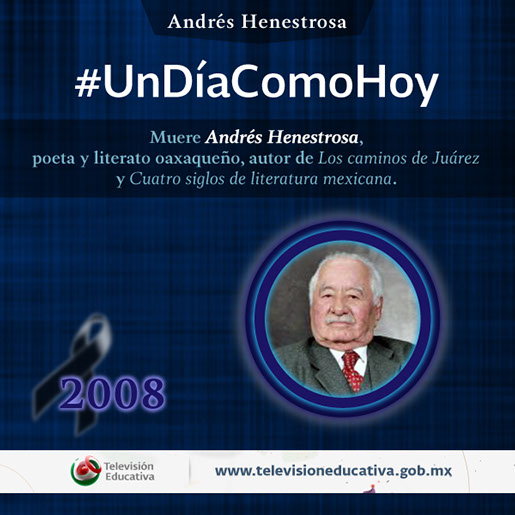 Andrés Henestrosa
#UnDíaComoHoy
Muere Andrés Henestrosa,
poeta y literato oaxaqueño, autor de Los caminos de Juárez
y Cuatro siglos de literatura mexicana.
2008
Televisión
Educativa
www.televisioneducativa.gob.mx